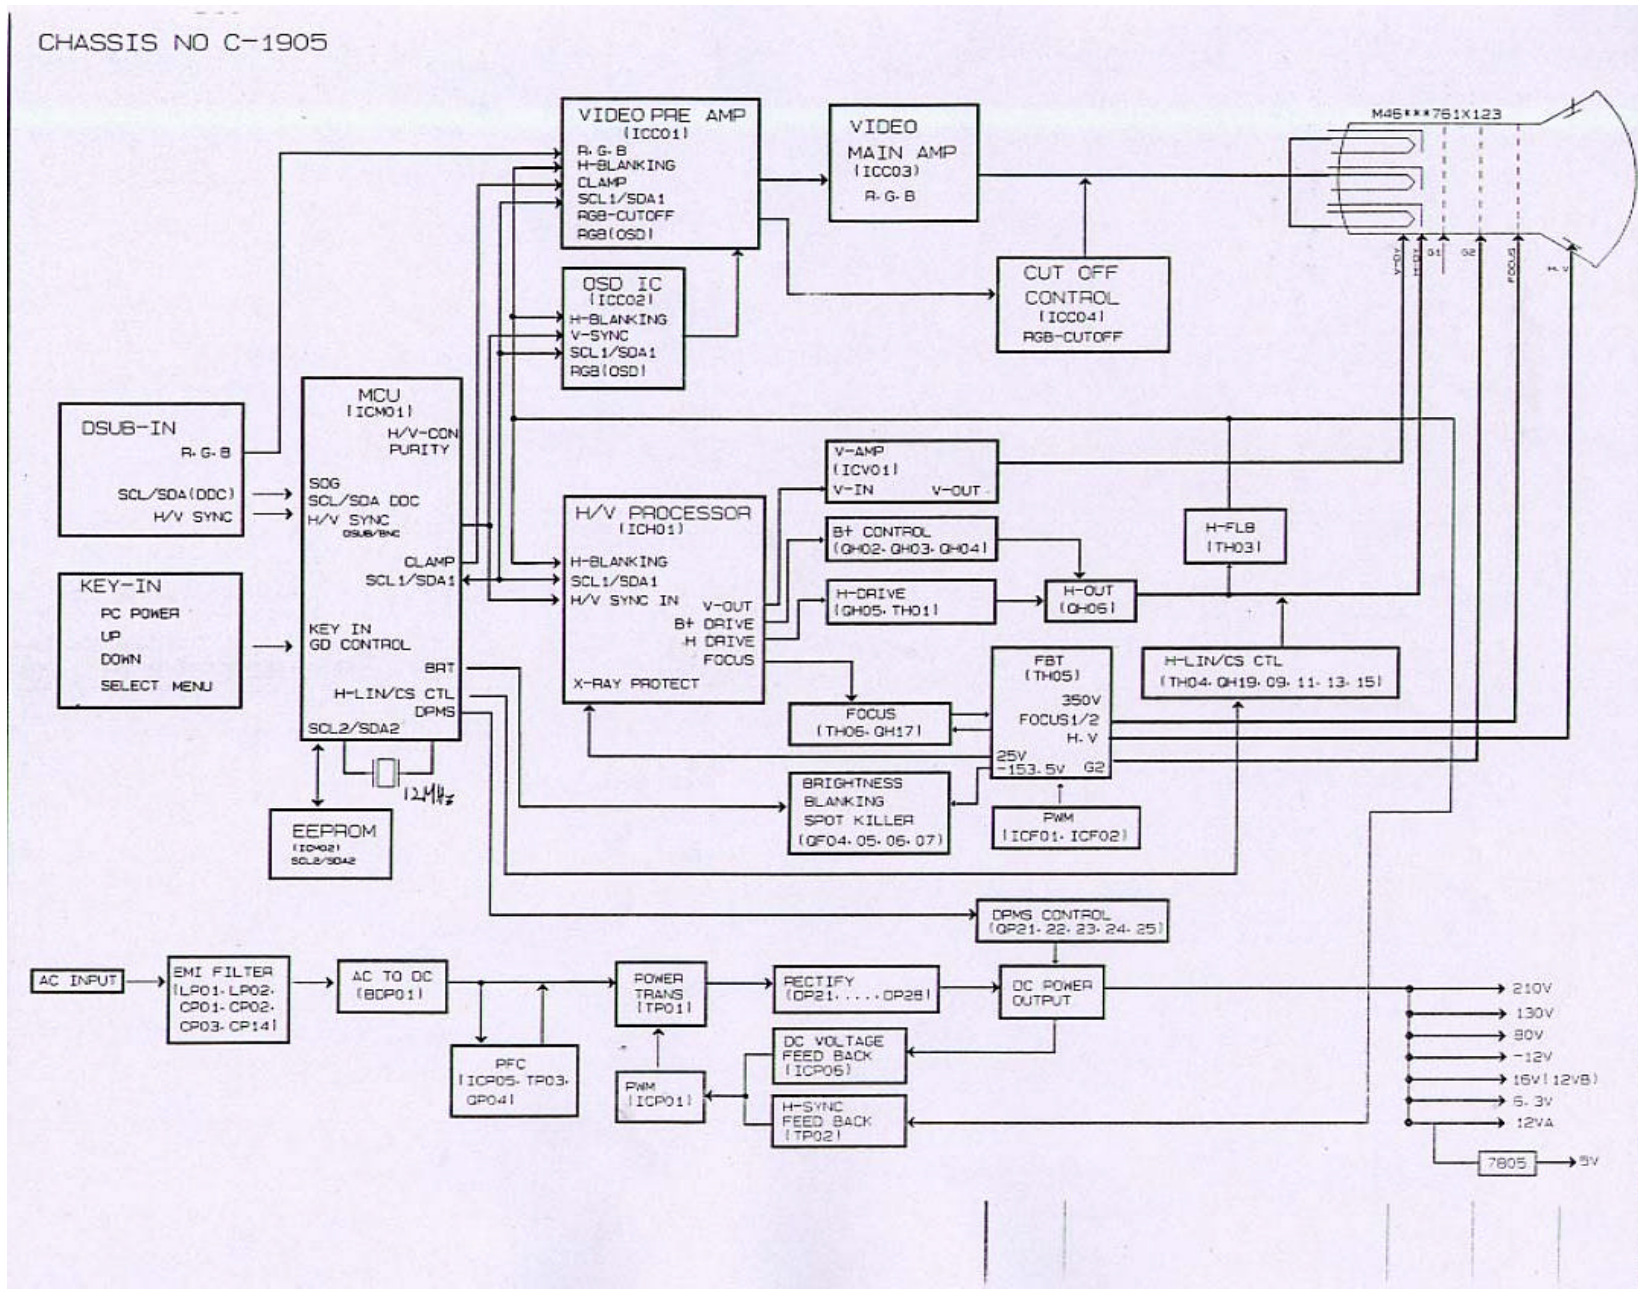 CHASSIS NO C-1905
VIDEO PRE AMP
(ICC01)
R.G.B
H-BLANKING
CLAMP
SCL1/SDA1
RGB-CUTOFF
RGB(OSD)
VIDEO
MAIN AMP
(ICC03)
R.G.B
M46***761X123
G1
G2
FOCUS
H.V
CUT OFF
CONTROL
(ICC04)
RGB-CUTOFF
OSD IC
(ICC02)
H-BLANKING
V-SYNC
SCL1/SDA1
RGB(OSD)
DSUB-IN
R.G.B
SCL/SDA(DDC)
H/V SYNC
MCU
(ICM01)
H/V-CON
PURITY
SOG
SCL/SDA DDC
H/V SYNC
DSUB/BNC
CLAMP
SCL1/SDA1
KEY IN
GD CONTROL
BRT
H-LIN/CS CTL
DPMS
SCL2/SDA2
12MHz
KEY-IN
PC POWER
UP
DOWN
SELECT MENU
EEPROM
(ICM02)
SCL2/SDA2
H/V PROCESSOR
(ICH01)
H-BLANKING
SCL1/SDA1
H/V SYNC IN
V-OUT
B+ DRIVE
H DRIVE
FOCUS
X-RAY PROTECT
V-AMP
(ICV01)
V-IN V-OUT
B+ CONTROL
(QH02.QH03.QH04)
H-DRIVE
(QH05.TH01)
H-OUT
(QH06)
H-FLB
(TH03)
H-LIN/CS CTL
(TH04.QH19.09.11.13.15)
FBT
(TH05)
350V
FOCUS1/2
H.V
25V
-153.5V G2
FOCUS
(TH06.QH17)
BRIGHTNESS
BLANKING
SPOT KILLER
(QF04.05.06.07)
PWM
(ICF01.ICF02)
DPMS CONTROL
(QP21.22.23.24.25)
AC INPUT
EMI FILTER
(LP01.LP02.
CP01.CP02.
CP03.CP14)
AC TO DC
(BDP01)
POWER
TRANS
(TP01)
RECTIFY
(DP21.....DP28)
DC POWER
OUTPUT
PFC
(ICP05.TP03.
QP04)
PWM
(ICP01)
DC VOLTAGE
FEED BACK
(ICP06)
H-SYNC
FEED BACK
(TP02)
210V
130V
80V
-12V
16V(12VB)
6.3V
12VA
7805
5V